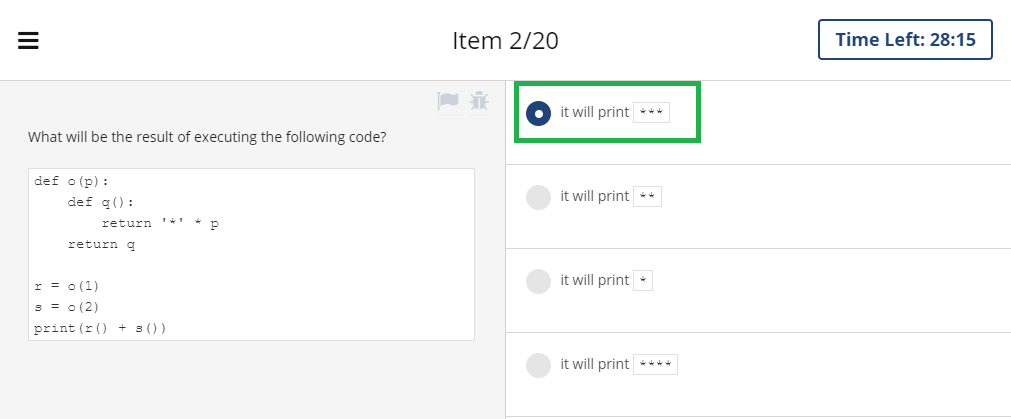 Item 2/20
Time Left: 28:15
What will be the result of executing the following code?
def o(p):
    def q():
        return '*' * p
    return q

r = o(1)
s = o(2)
print(r() + s())
it will print ***
it will print **
it will print *
it will print ****